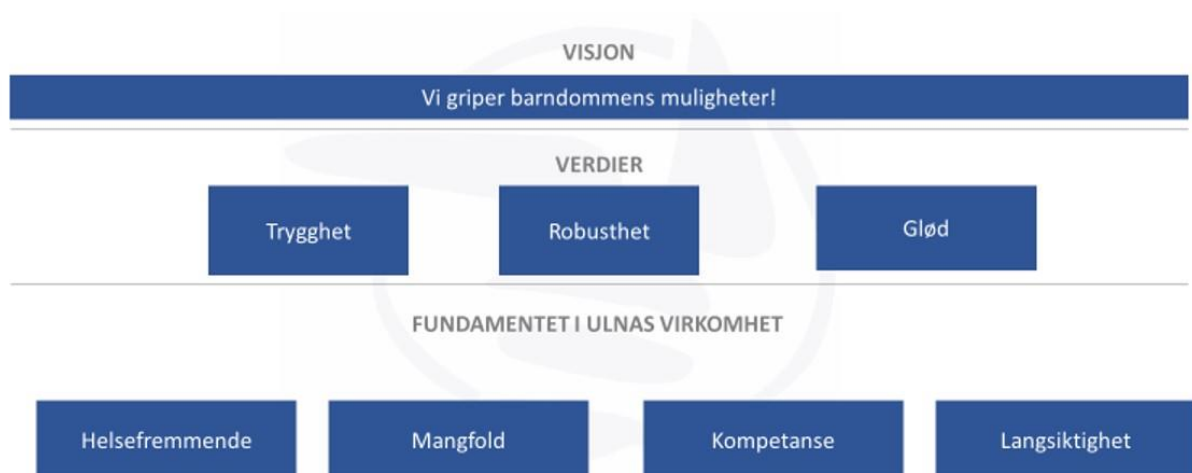 VISJON
Vi griper barndommens muligheter!
VERDIER
Trygghet
Robusthet
Glød
FUNDAMENTET I ULNAS VIRKOMHET
Helsefremmende
Mangfold
Kompetanse
Langsiktighet